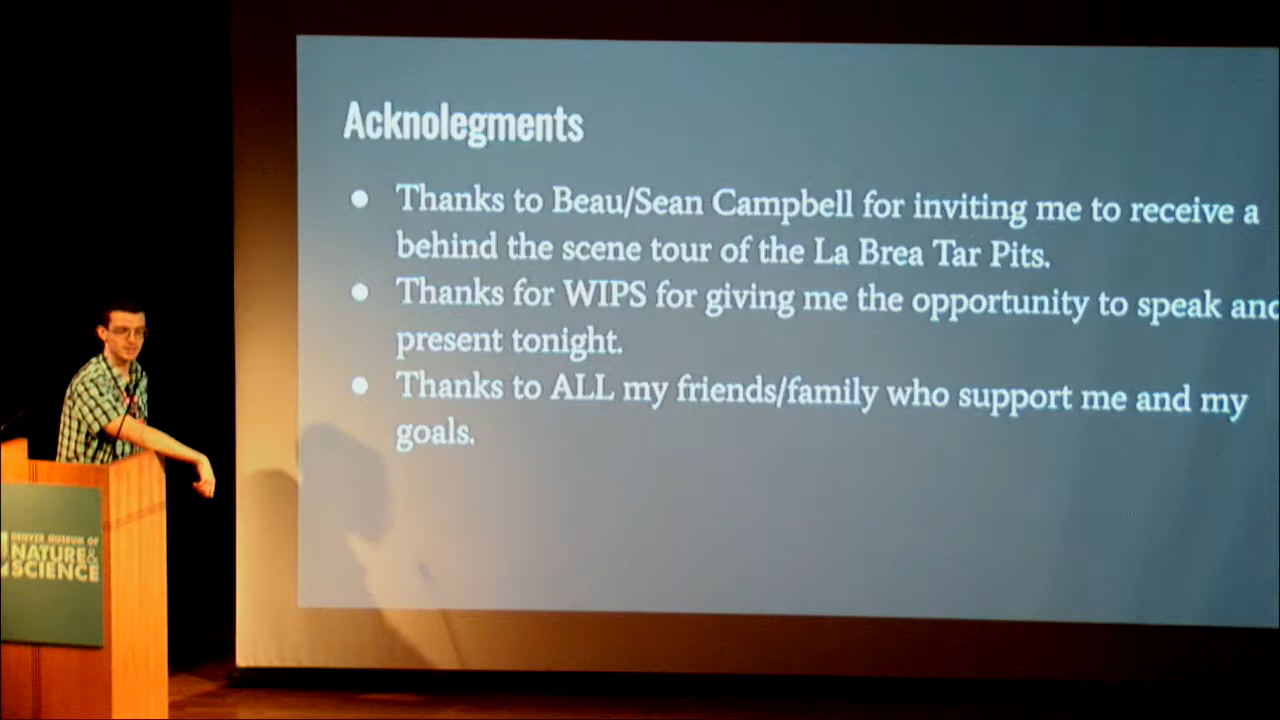 Acknolegments
● Thanks to Beau/Sean Campbell for inviting me to receive a
behind the scene tour of the La Brea Tar Pits.
● Thanks for WIPS for giving me the opportunity to speak and
present tonight.
● Thanks to ALL my friends/family who support me and my
goals.
DENVER MUSEUM OF
NATURE&
SCIENCE